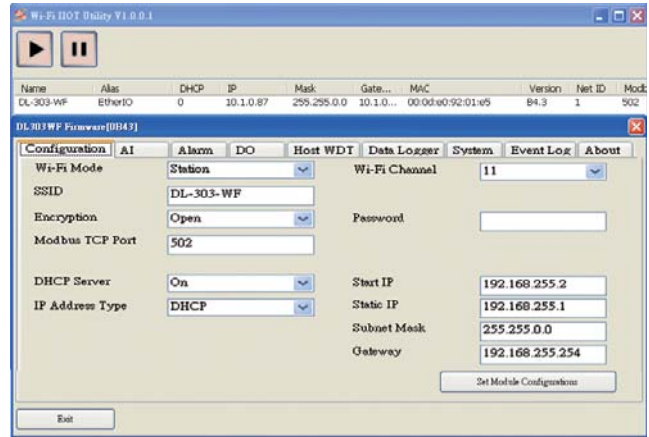 Wi-Fi IIOT Utility V1.0.0.1
Name Alias DHCP IP Mask Gate... MAC Version Net ID Modb
DL-303-WF EtherIO 0 10.1.0.87 255.255.0.0 10.1.0... 00:0d:e0:92:01:e5 B4.3 1 502
DL303WF Firmware[0B43]
Configuration AI Alarm DO Host WDT Data Logger System Event Log About
Wi-Fi Mode Station Wi-Fi Channel 11
SSID DL-303-WF
Encryption Open Password
Modbus TCP Port 502
DHCP Server On Start IP 192.168.255.2
IP Address Type DHCP Static IP 192.168.255.1
Subnet Mask 255.255.0.0
Gateway 192.168.255.254
Set Module Configurations
Exit